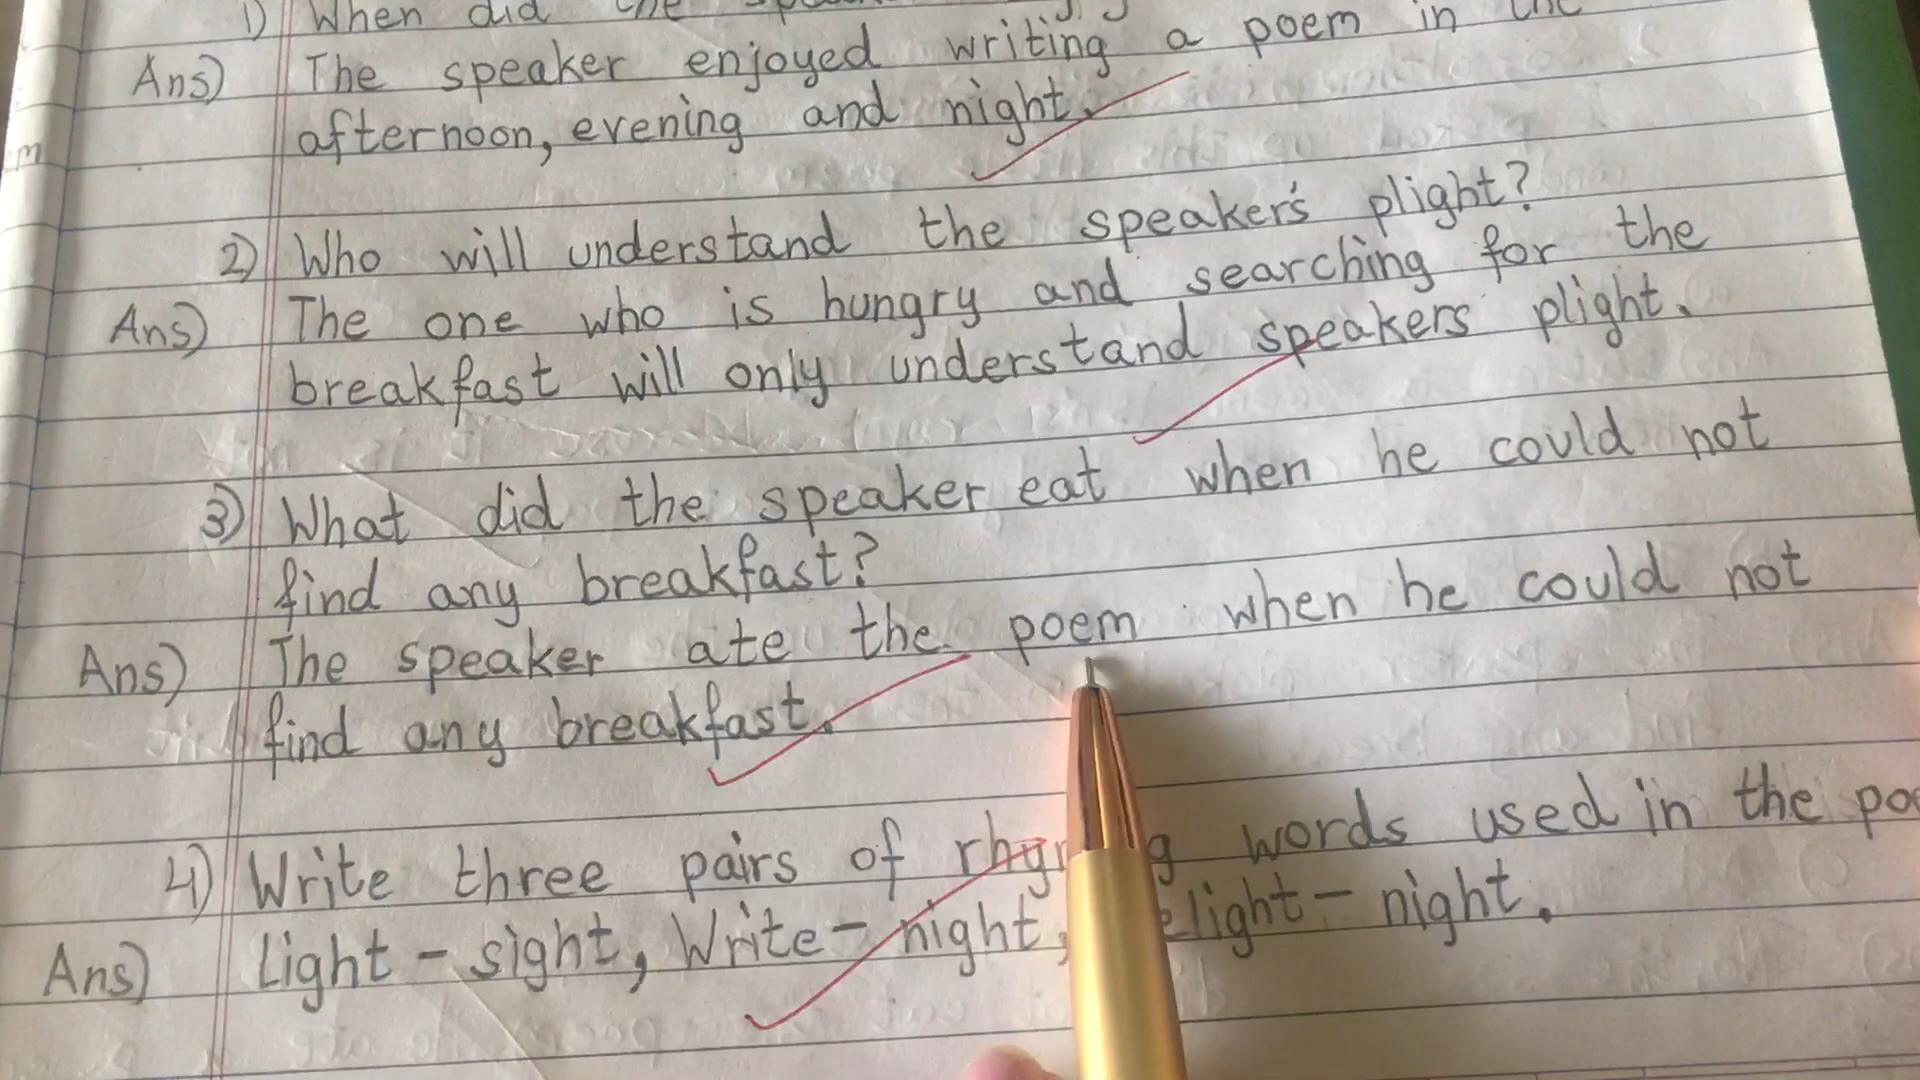 1) When did the
Ans) The speaker enjoyed writing a poem in the
afternoon, evening and night.
2) Who will understand the speaker's plight?
Ans) The one who is hungry and searching for the
breakfast will only understand speakers plight.
3) What did the speaker eat when he could not
find any breakfast?
Ans) The speaker ate the poem when he could not
find any breakfast.
4) Write three pairs of words used in the
Ans) Light - sight, Write - night, - night.